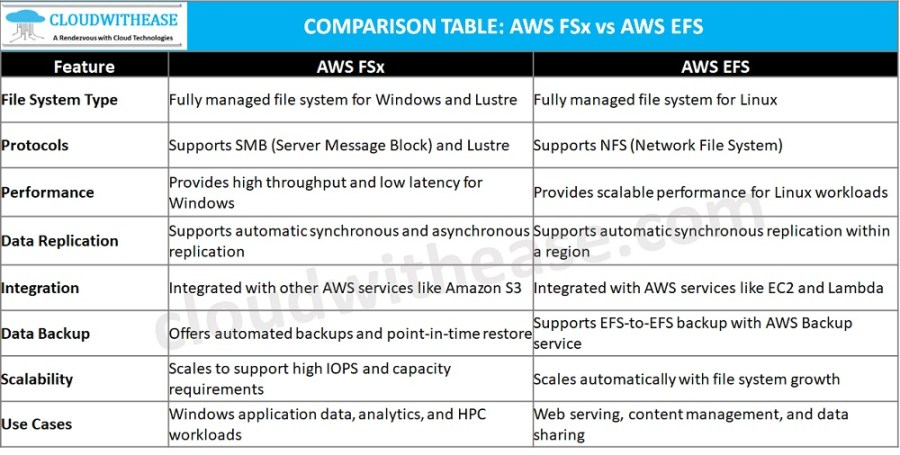 CLOUDWITHEASE
A Rendezvous with Cloud Technologies
COMPARISON TABLE: AWS FSx vs AWS EFS
Feature
AWS FSx
AWS EFS
File System Type
Fully managed file system for Windows and Lustre
Fully managed file system for Linux
Protocols
Supports SMB (Server Message Block) and Lustre
Supports NFS (Network File System)
Performance
Provides high throughput and low latency for
Windows
Provides scalable performance for Linux workloads
Data Replication
Supports automatic synchronous and asynchronous
replication
Supports automatic synchronous replication within
a region
Integration
Integrated with other AWS services like Amazon S3
Integrated with AWS services like EC2 and Lambda
Data Backup
Offers automated backups and point-in-time restore
Supports EFS-to-EFS backup with AWS Backup
service
Scalability
Scales to support high IOPS and capacity
requirements
Scales automatically with file system growth
Use Cases
Windows application data, analytics, and HPC
workloads
Web serving, content management, and data
sharing
cloudwithease.com